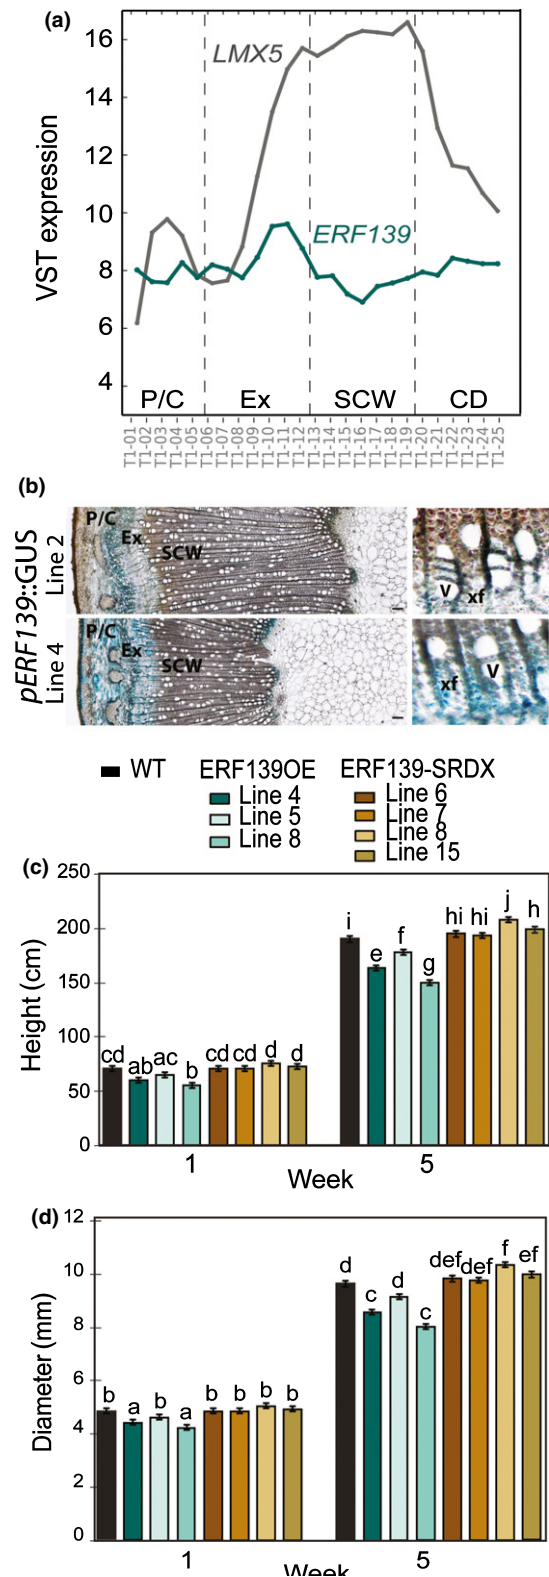 (a)
16
14
12
10
8
6
4
VST expression
LMX5
ERF139
P/C Ex SCW CD
T1-01 T1-02 T1-03 T1-04 T1-05 T1-06 T1-07 T1-08 T1-09 T1-10 T1-11 T1-12 T1-13 T1-14 T1-15 T1-16 T1-17 T1-18 T1-19 T1-20 T1-21 T1-22 T1-23 T1-24 T1-25
(b)
pERF139::GUS
Line 2
P/C
Ex
SCW
V
xf
Line 4
P/C
Ex
SCW
V
xf
WT ERF139OE ERF139-SRDX
Line 4 Line 6
Line 5 Line 7
Line 8 Line 8
Line 15
(c)
250
200
150
100
50
0
Height (cm)
cd ab ac b cd cd d d
i e f g hi hi j h
1 5
Week
(d)
12
10
8
6
4
2
0
Diameter (mm)
b a b a b b b b
d c d c def def f ef
1 5
Week